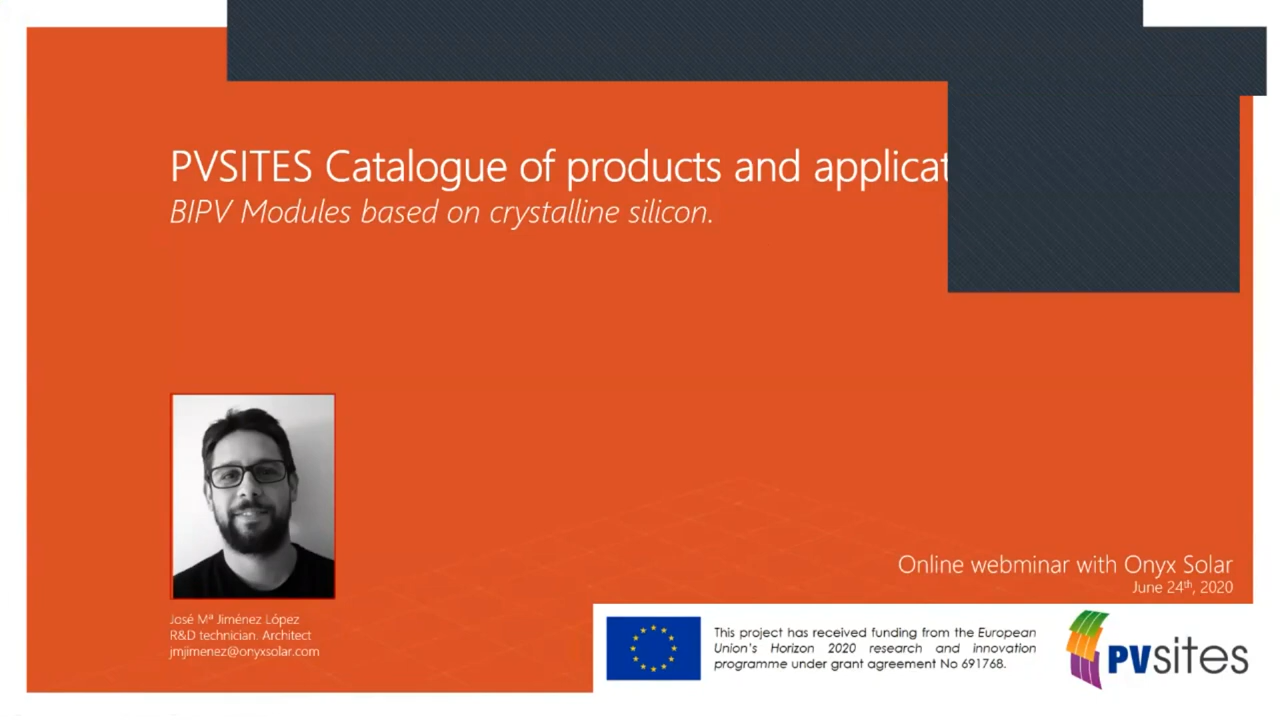 PVSITES Catalogue of products and applicat
BIPV Modules based on crystalline silicon.
José Mª Jiménez López
R&D technician. Architect
jmjimenez@onyxsolar.com
Online webminar with Onyx Solar
June 24th, 2020
This project has received funding from the European
Union's Horizon 2020 research and innovation
programme under grant agreement No 691768.
PVsites